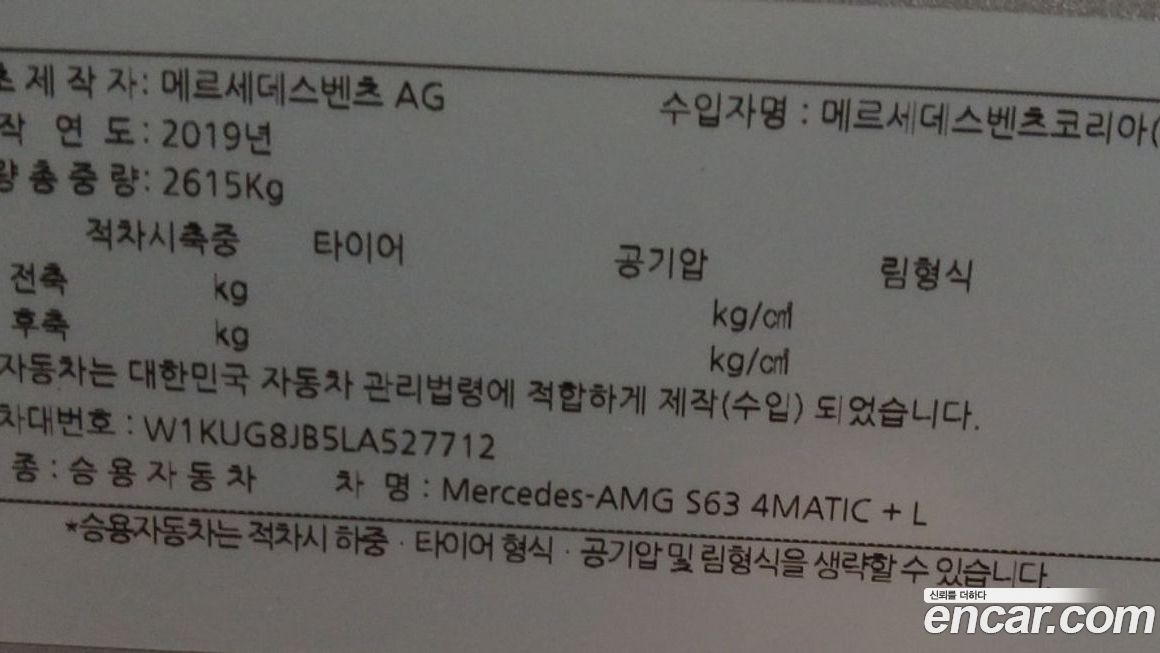 초 제 작 자: 메르세데스벤츠 AG 수입자명 : 메르세데스벤츠코리아(
작 연 도: 2019년
량 총 중 량: 2615Kg
적차시축중 타이어 공기압 림형식
전축 kg kg/㎠
후축 kg kg/㎠
자동차는 대한민국 자동차 관리법령에 적합하게 제작(수입) 되었습니다.
차대번호 : W1KUG8JB5LA527712
종 : 승 용 자 동 차 차 명 : Mercedes-AMG S63 4MATIC + L
*승용자동차는 적차시 하중 · 타이어 형식 · 공기압 및 림형식을 생략할 수 있습니다.
신뢰를 더하다
encar.com